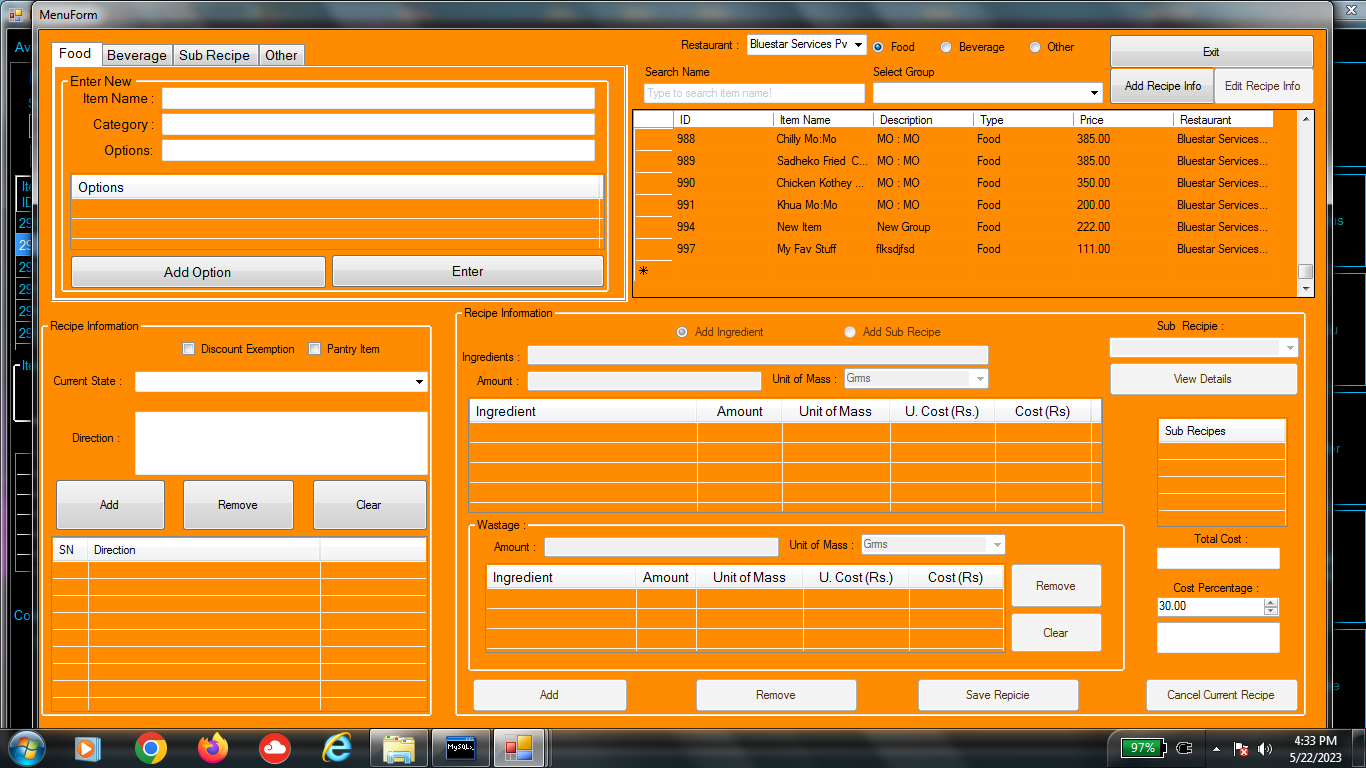 MenuForm
Food Beverage Sub Recipe Other
Enter New
Item Name :
Category :
Options:
Options
Add Option Enter
Restaurant : Bluestar Services Pv Food Beverage Other
Exit
Search Name Select Group
Type to search item name!
Add Recipe Info Edit Recipe Info
ID Item Name Description Type Price Restaurant
988 Chilly Mo:Mo MO : MO Food 385.00 Bluestar Services...
989 Sadheko Fried C... MO : MO Food 385.00 Bluestar Services...
990 Chicken Kothey ... MO : MO Food 350.00 Bluestar Services...
991 Khua Mo:Mo MO : MO Food 200.00 Bluestar Services...
994 New Item New Group Food 222.00 Bluestar Services...
997 My Fav Stuff flksdjfsd Food 111.00 Bluestar Services...
Recipe Information
Discount Exemption Pantry Item
Current State :
Direction :
Add Remove Clear
SN Direction
Recipe Information
Add Ingredient Add Sub Recipe
Ingredients :
Amount : Unit of Mass : Grms
Ingredient Amount Unit of Mass U. Cost (Rs.) Cost (Rs)
Wastage :
Amount : Unit of Mass : Grms
Ingredient Amount Unit of Mass U. Cost (Rs.) Cost (Rs)
Remove
Clear
Sub Recipie :
View Details
Sub Recipes
Total Cost :
Cost Percentage :
30.00
Add Remove Save Repicie Cancel Current Recipe
97%
4:33 PM
5/22/2023